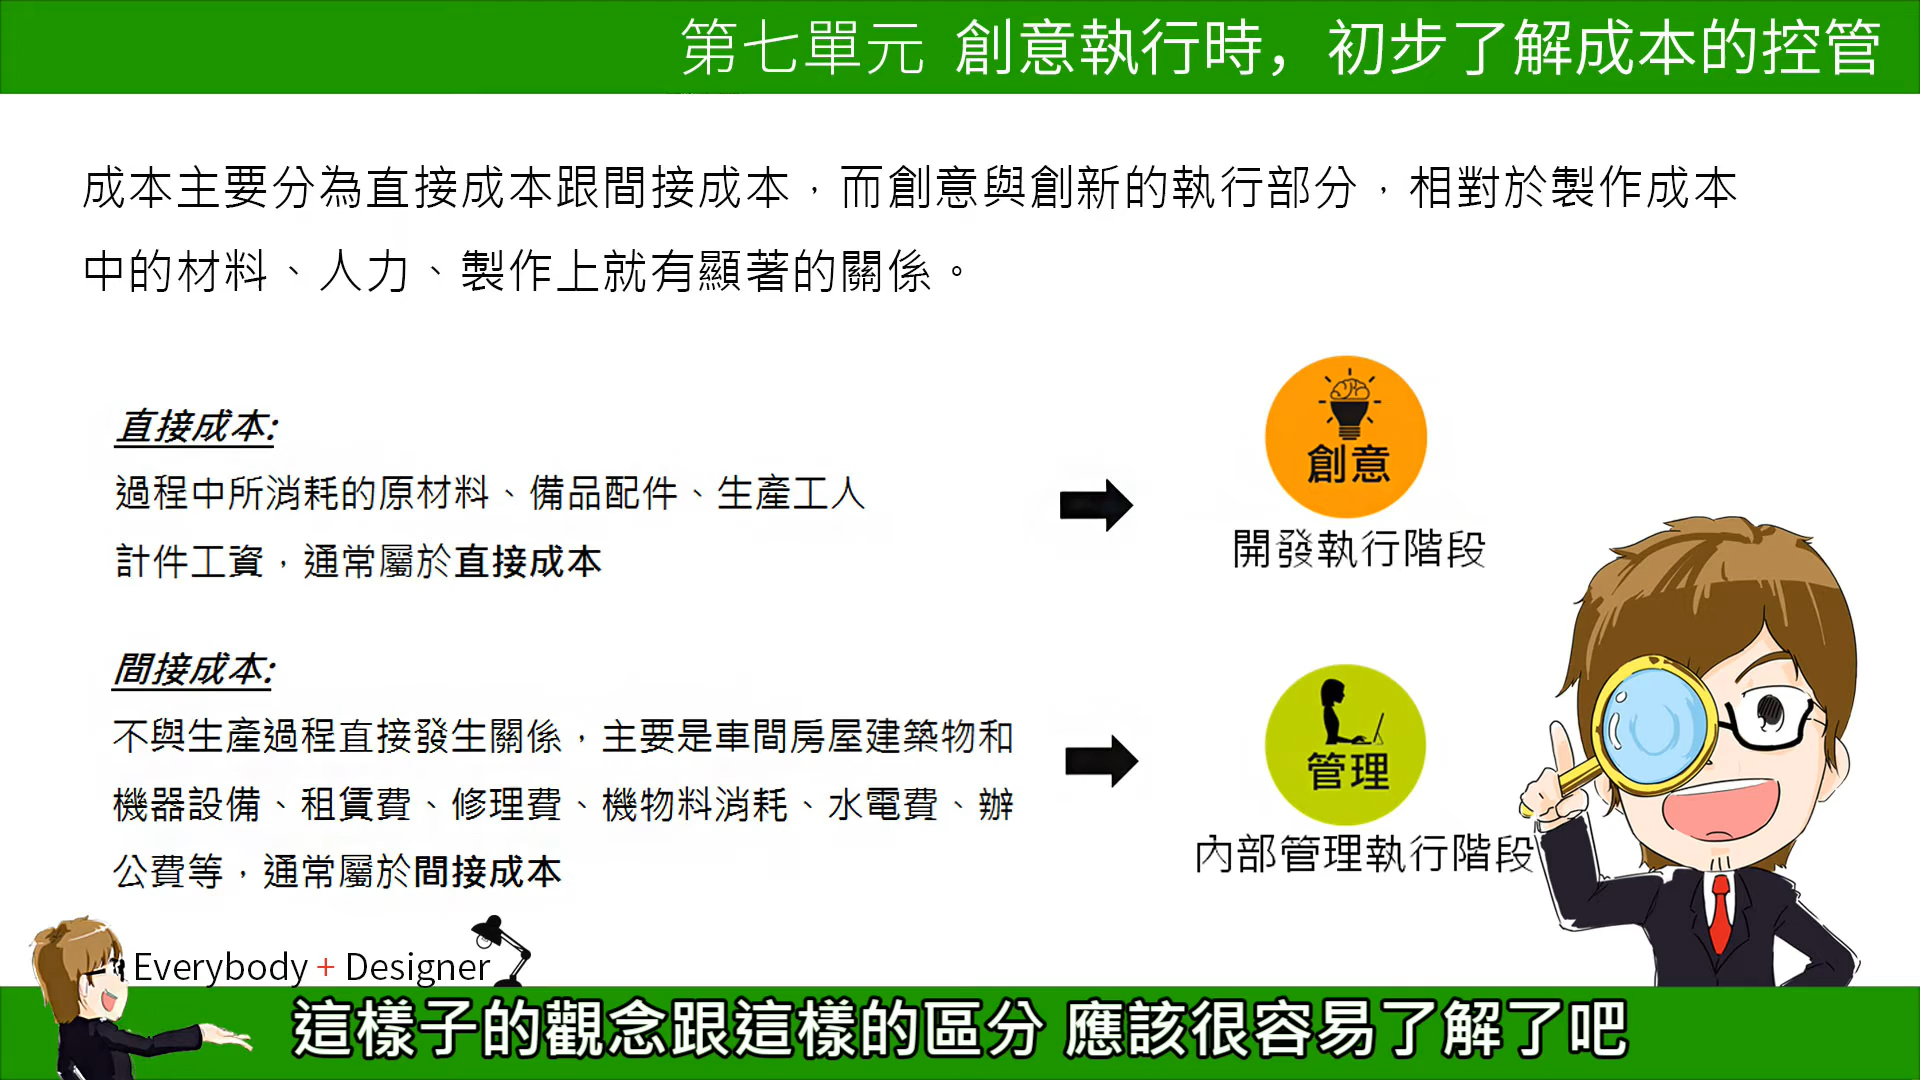 第七單元 創意執行時，初步了解成本的控管
成本主要分為直接成本跟間接成本，而創意與創新的執行部分，相對於製作成本
中的材料、人力、製作上就有顯著的關係。
直接成本:
過程中所消耗的原材料、備品配件、生產工人
計件工資，通常屬於直接成本
創意
開發執行階段
間接成本:
不與生產過程直接發生關係，主要是車間房屋建築物和
機器設備、租賃費、修理費、機物料消耗、水電費、辦
公費等，通常屬於間接成本
管理
內部管理執行階段
Everybody + Designer
這樣子的觀念跟這樣的區分 應該很容易了解了吧